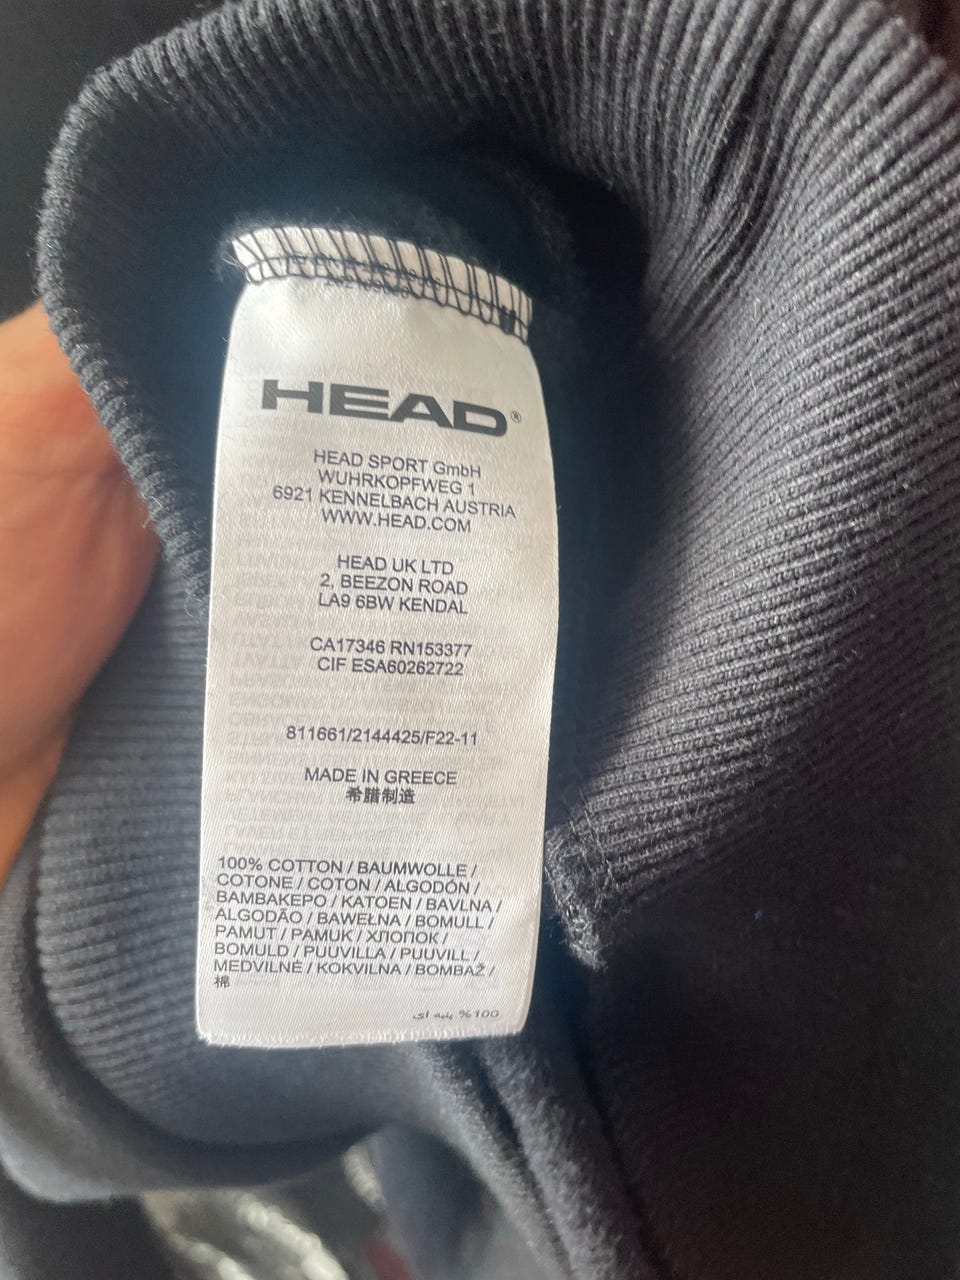 HEAD®
HEAD SPORT GmbH
WUHRKOPFWEG 1
6921 KENNELBACH AUSTRIA
WWW.HEAD.COM
HEAD UK LTD
2, BEEZON ROAD
LA9 6BW KENDAL
CA17346 RN153377
CIF ESA60262722
811661/2144425/F22-11
MADE IN GREECE
希腊制造
100% COTTON / BAUMWOLLE /
COTONE / COTON / ALGODÓN /
BAMBAKEPO / KATOEN / BAVLNA /
ALGODÃO / BAWEŁNA / BOMULL /
PAMUT / PAMUK / ХЛОПОК /
BOMULD / PUUVILLA / PUUVILL /
MEDVILNĖ / KOKVILNA / BOMBAŽ /
棉
%100 پنبه ای